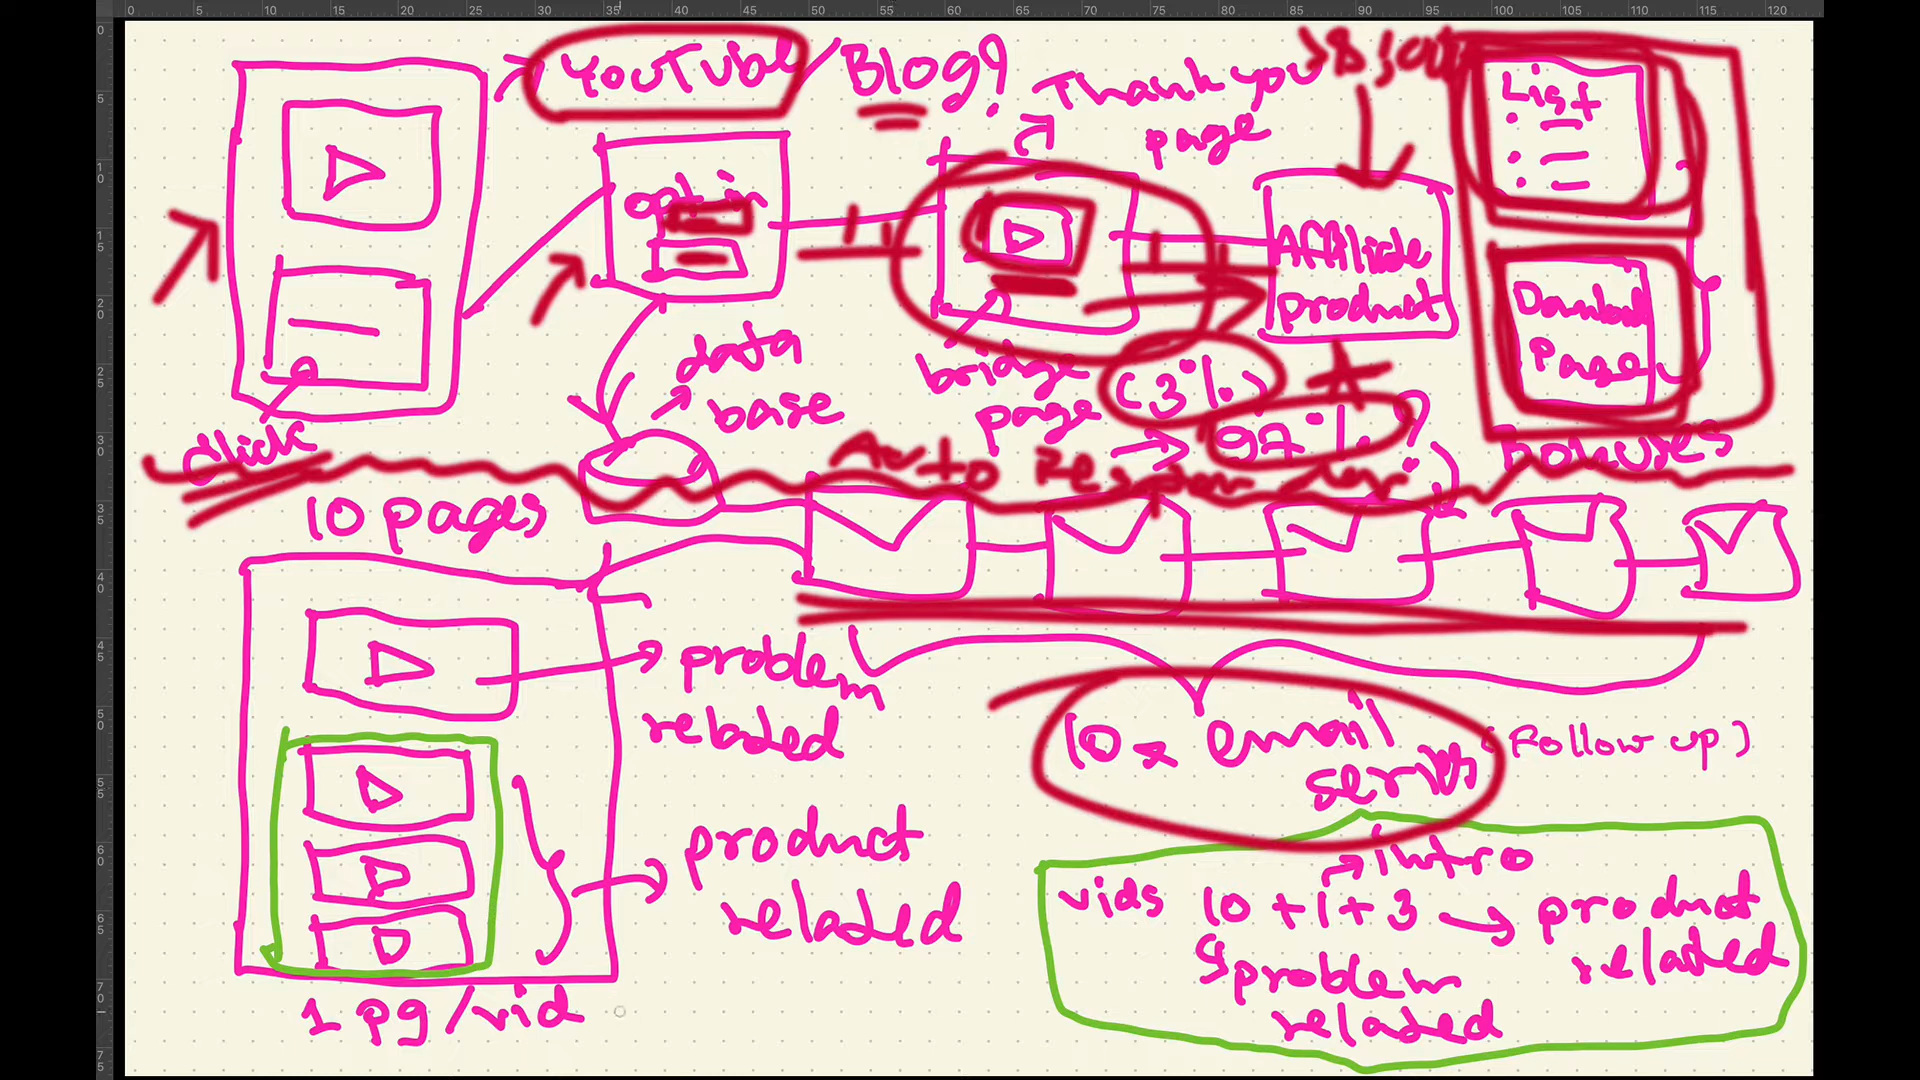 YouTube / Blog?
Thank you
page
List
opt in
Affiliate
product
Download
Page
data
base
bridge
page
(3%)
97%?
click
bonuses
10 pages
problem
related
10 x email
series
(Follow up)
product
related
intro
vids 10 + 1 + 3 → product
related
problem
related
1 pg/vid